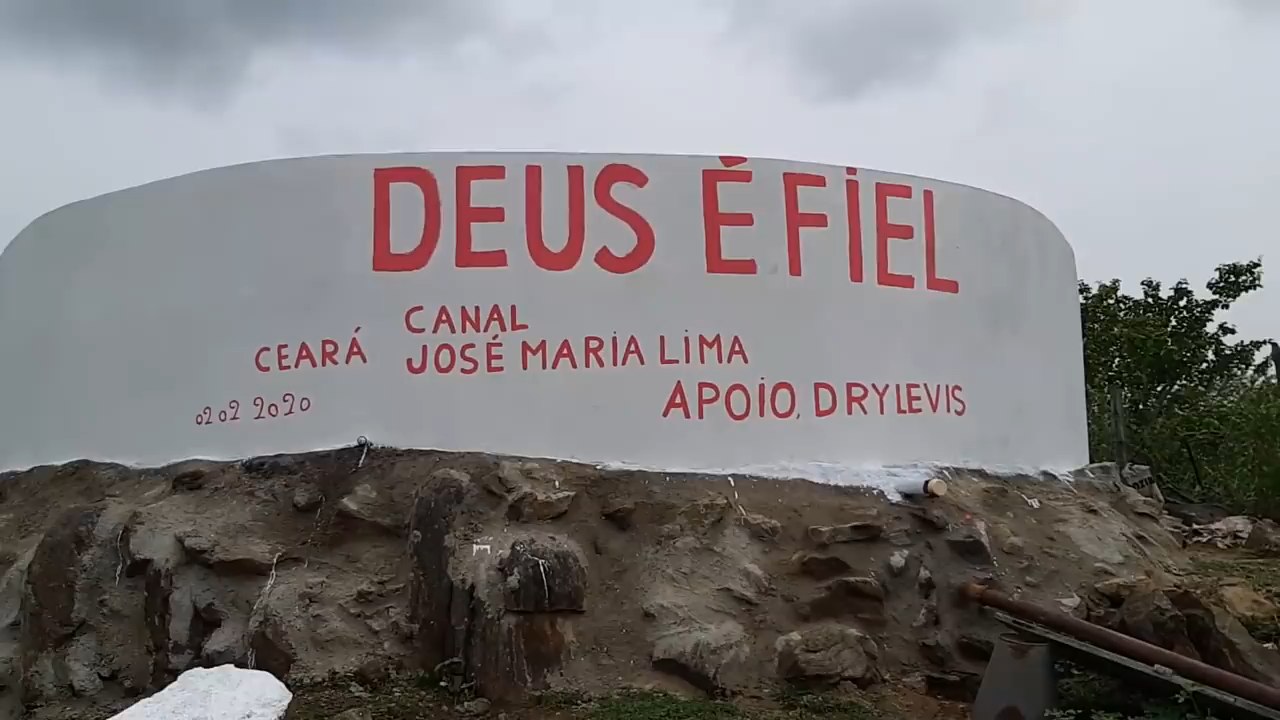 DEUS É FIEL
CANAL
CEARÁ JOSÉ MARIA LIMA
APOIO, DRYLEVIS
02 02 2020